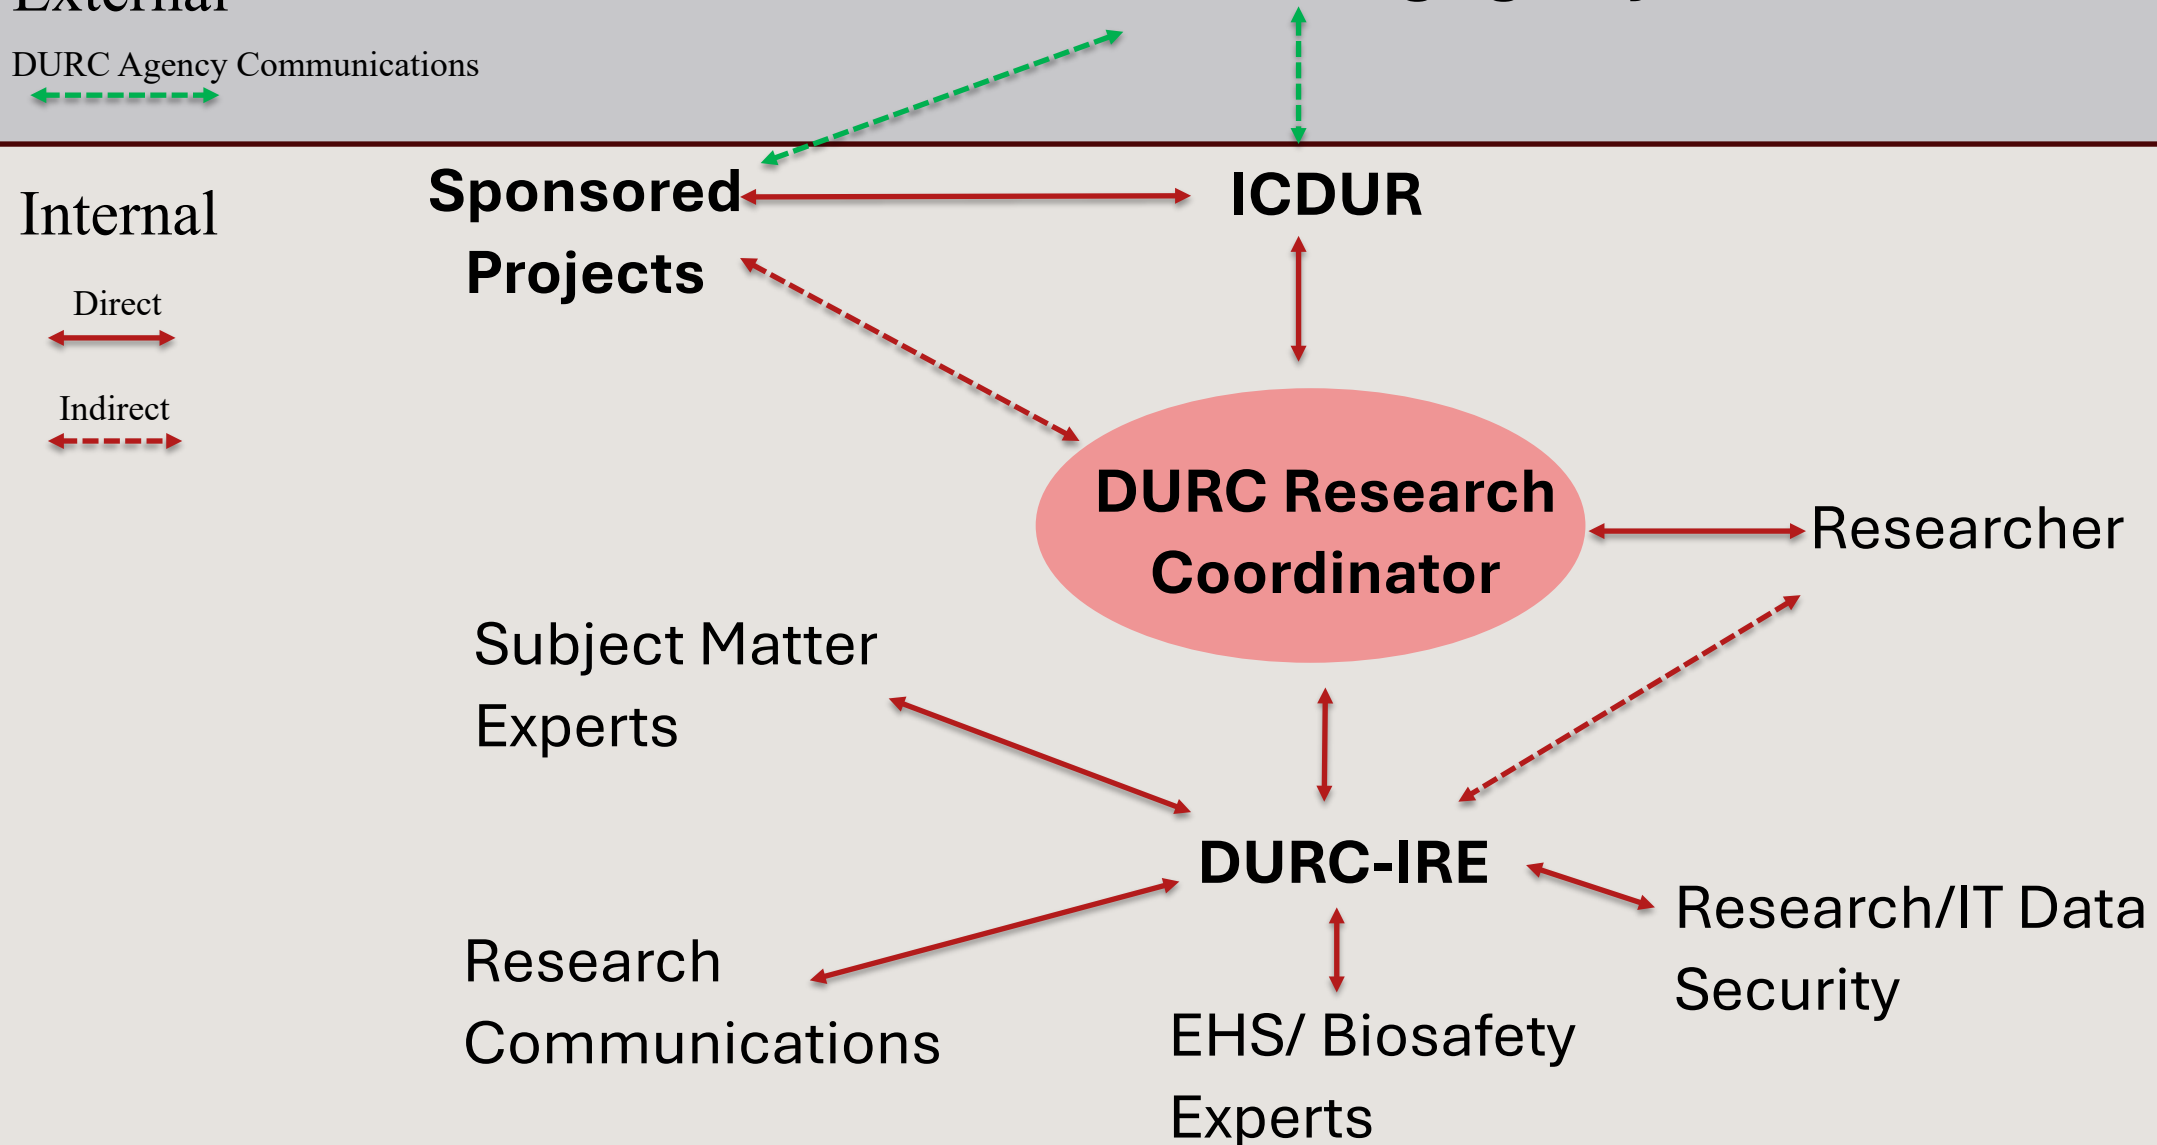 External
DURC Agency Communications
Internal
Direct
Indirect
Sponsored
Projects
ICDUR
DURC Research
Coordinator
Researcher
Subject Matter
Experts
DURC-IRE
Research/IT Data
Security
Research
Communications
EHS/ Biosafety
Experts